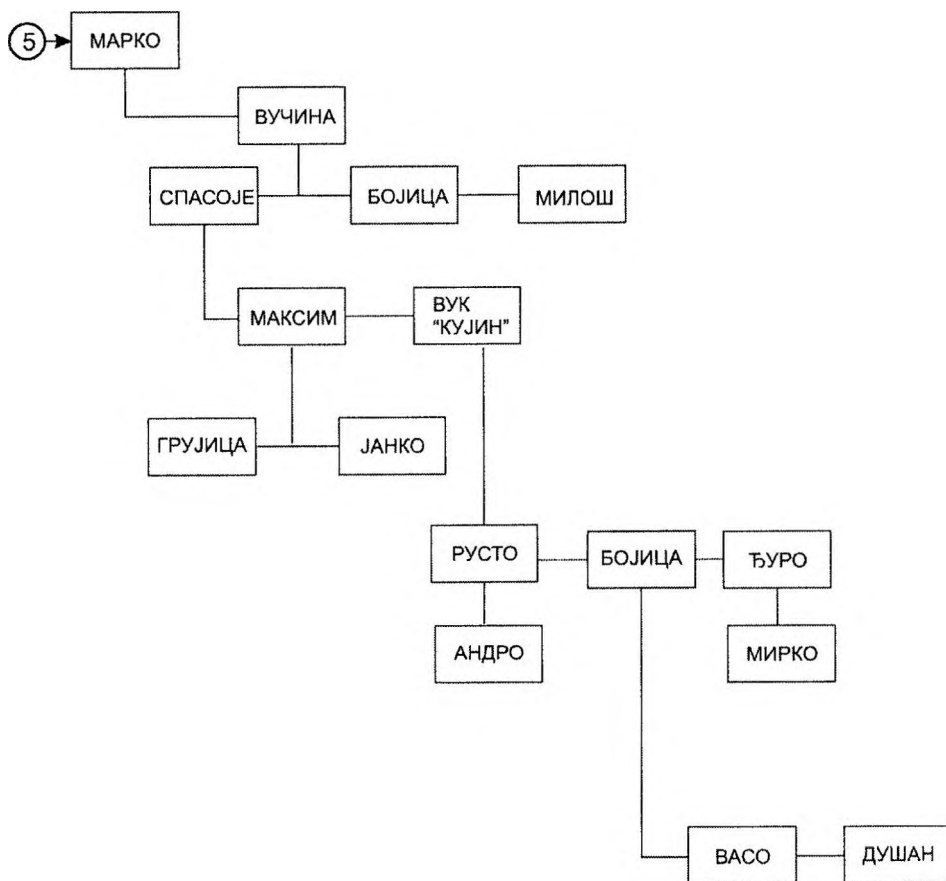 5
МАРКО
ВУЧИНА
СПАСОЈЕ
БОЈИЦА
МИЛОШ
МАКСИМ
ВУК
“КУЈИН”
ГРУЈИЦА
ЈАНКО
РУСТО
БОЈИЦА
ЂУРО
АНДРО
МИРКО
ВАСО
ДУШАН